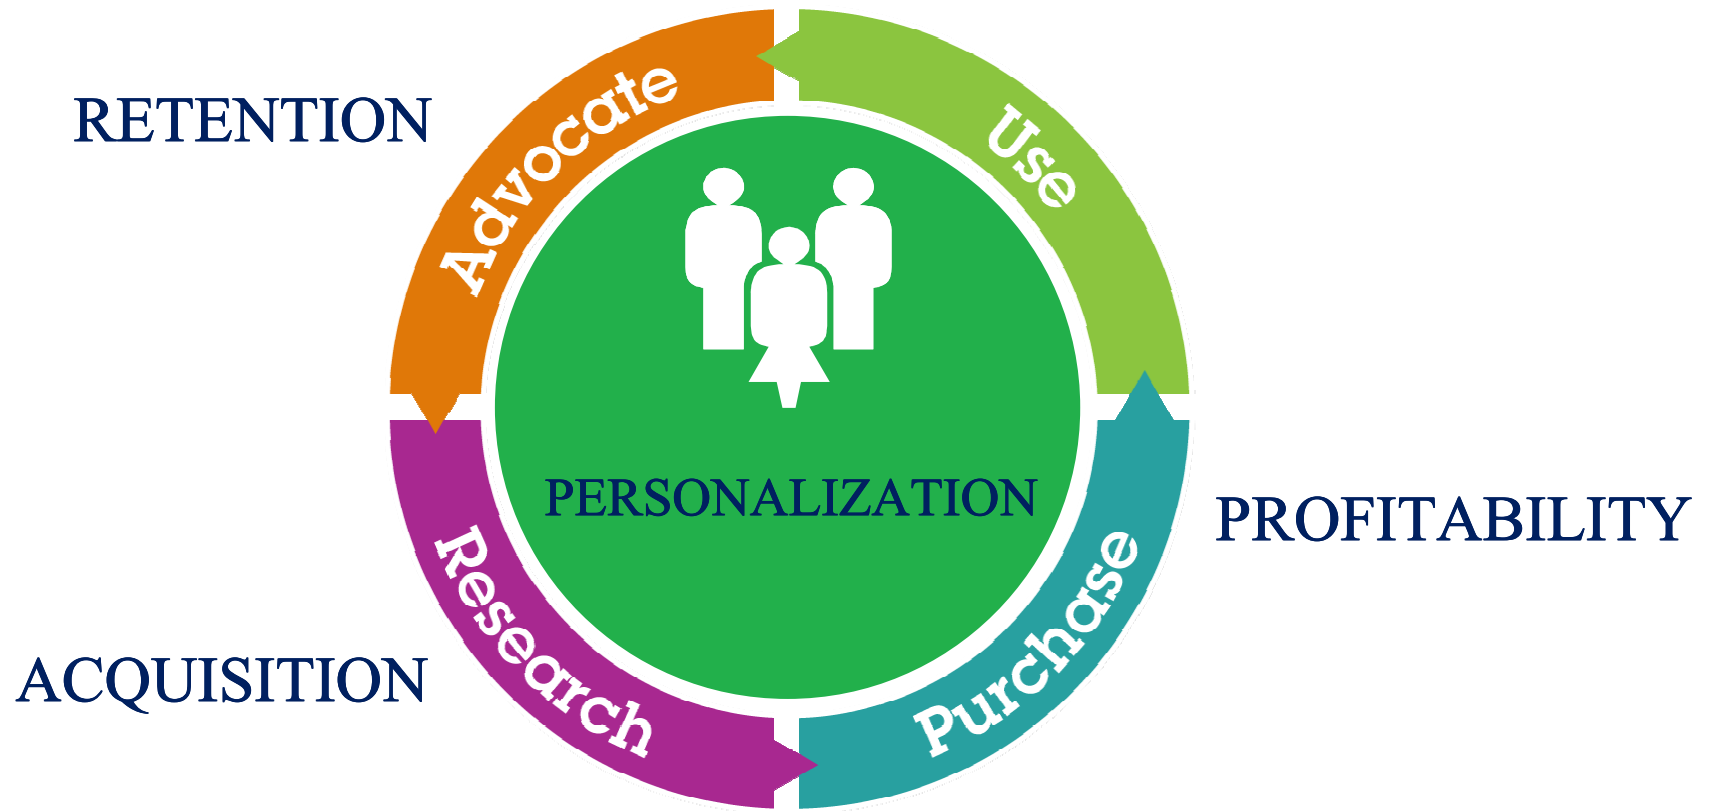 RETENTION
Advocate
Use
PERSONALIZATION
PROFITABILITY
Research
Purchase
ACQUISITION